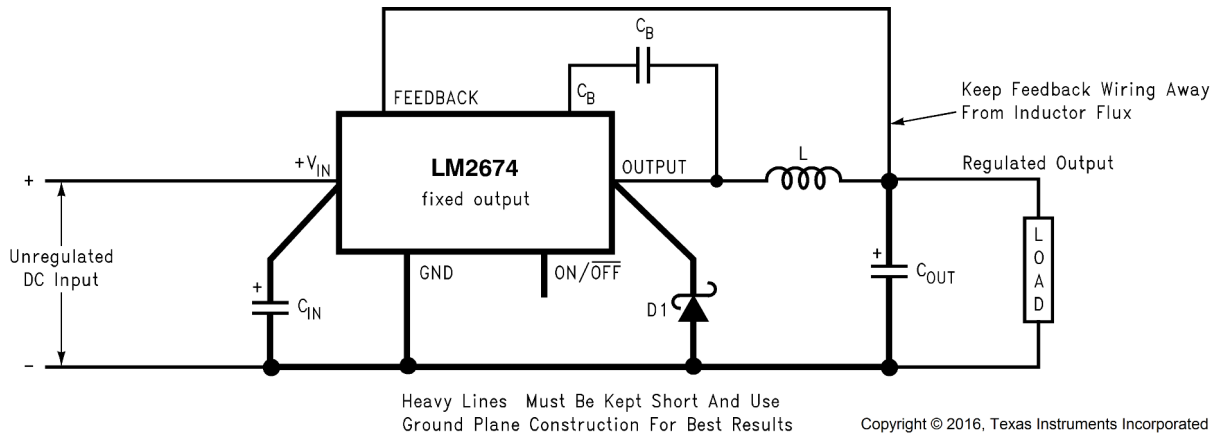 C_B
FEEDBACK
C_B
Keep Feedback Wiring Away
From Inductor Flux
+V_IN
LM2674
fixed output
OUTPUT
L
Regulated Output
+
Unregulated
DC Input
+
C_IN
GND
ON/O̅F̅F̅
D1
+
C_OUT
LOAD
−
Heavy Lines Must Be Kept Short And Use
Ground Plane Construction For Best Results
Copyright © 2016, Texas Instruments Incorporated